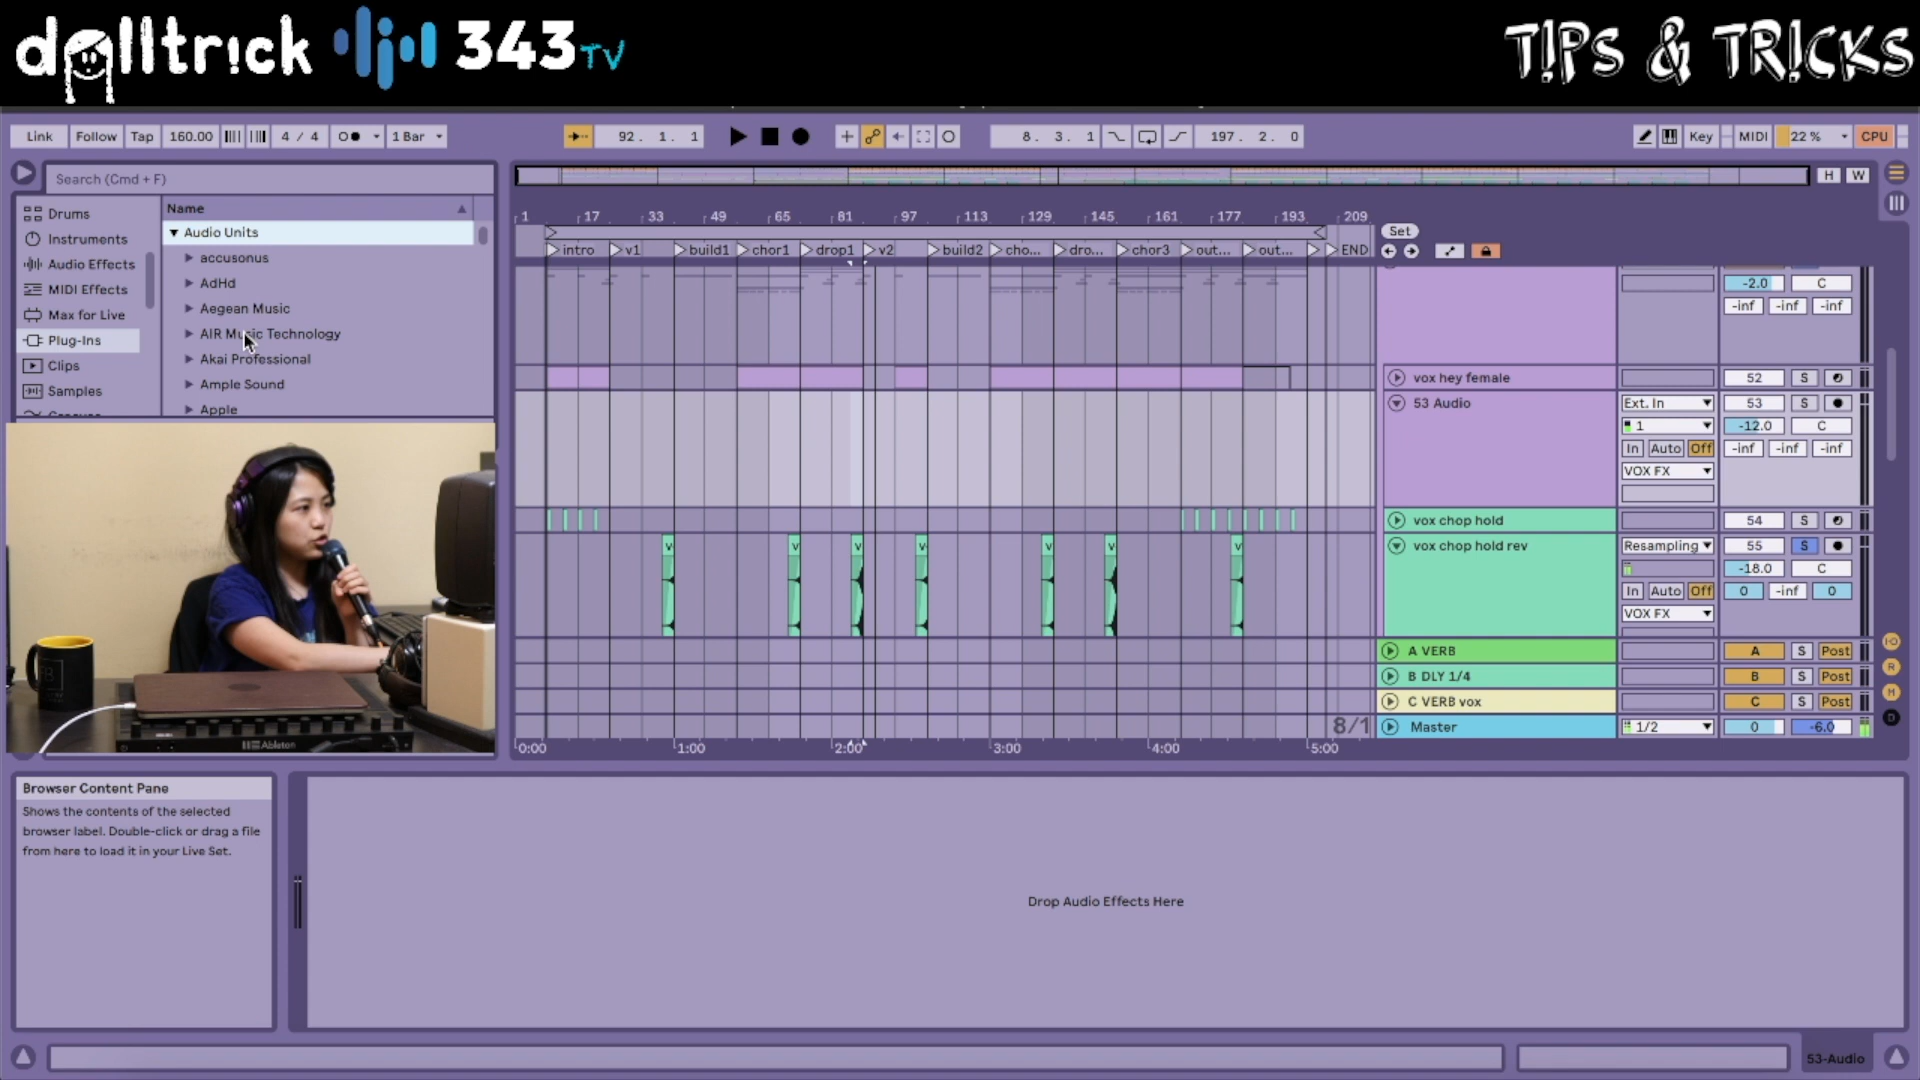 dolltr!ck 343 TV
T!PS & TR!CKS
Link Follow Tap 160.00 4 / 4 1 Bar 92. 1. 1 8. 3. 1 197. 2. 0 Key MIDI 22 % CPU
Search (Cmd + F)
H W
Drums
Instruments
Audio Effects
MIDI Effects
Max for Live
Plug-Ins
Clips
Samples
Name
Audio Units
accusonus
AdHd
Aegean Music
AIR Music Technology
Akai Professional
Ample Sound
Apple
1 17 33 49 65 81 97 113 129 145 161 177 193 209
Set
intro v1 build1 chor1 drop1 v2 build2 cho... dro... chor3 out... out... END
-2.0 C
-inf -inf -inf
vox hey female 52 S
53 Audio Ext. In 53 S
1 -12.0 C
In Auto Off -inf -inf -inf
VOX FX
vox chop hold 54 S
v v v v v v v
vox chop hold rev Resampling 55 S
-18.0 C
In Auto Off 0 -inf 0
VOX FX
A VERB A S Post
B DLY 1/4 B S Post
C VERB vox C S Post
8/1 Master 1/2 0 -6.0
0:00 1:00 2:00 3:00 4:00 5:00
I·O
R
M
D
Ableton
Browser Content Pane
Shows the contents of the selected
browser label. Double-click or drag a file
from here to load it in your Live Set.
Drop Audio Effects Here
53-Audio